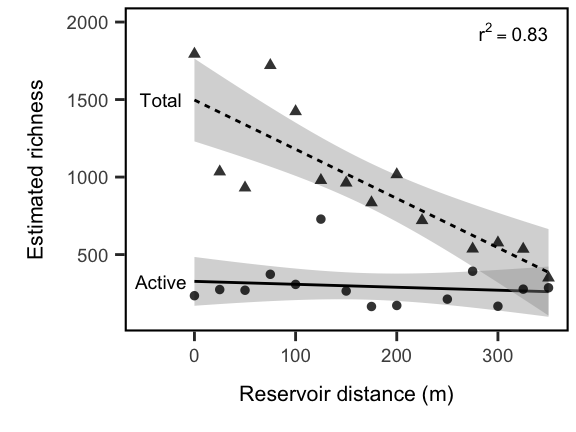 2000
r² = 0.83
Total
1500
Estimated richness
1000
500
Active
0 100 200 300
Reservoir distance (m)